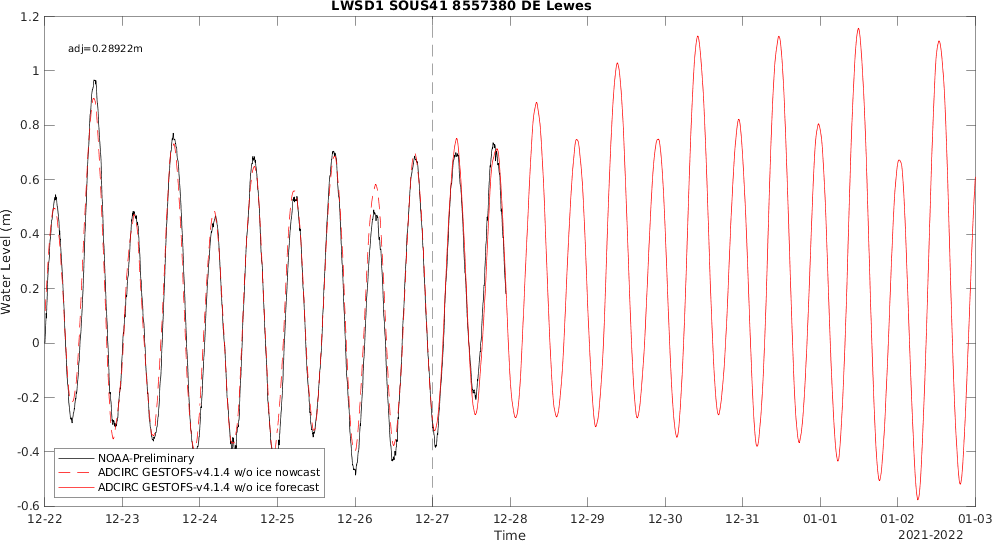 LWSD1 SOUS41 8557380 DE Lewes
adj=0.28922m
1.2
1
0.8
0.6
0.4
0.2
0
-0.2
-0.4
-0.6
Water Level (m)
NOAA-Preliminary
ADCIRC GESTOFS-v4.1.4 w/o ice nowcast
ADCIRC GESTOFS-v4.1.4 w/o ice forecast
12-22 12-23 12-24 12-25 12-26 12-27 12-28 12-29 12-30 12-31 01-01 01-02 01-03
Time
2021-2022